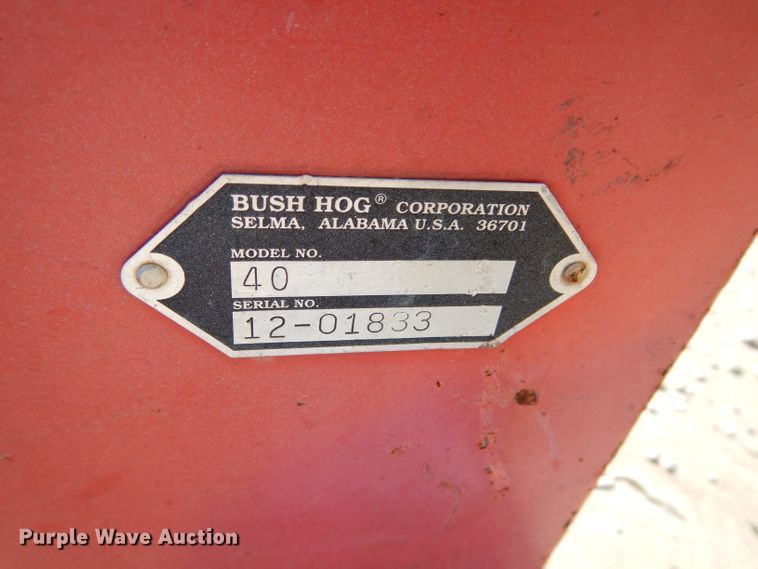 BUSH HOG® CORPORATION
SELMA, ALABAMA U.S.A. 36701
MODEL NO.
40
SERIAL NO.
12-01833
Purple Wave Auction